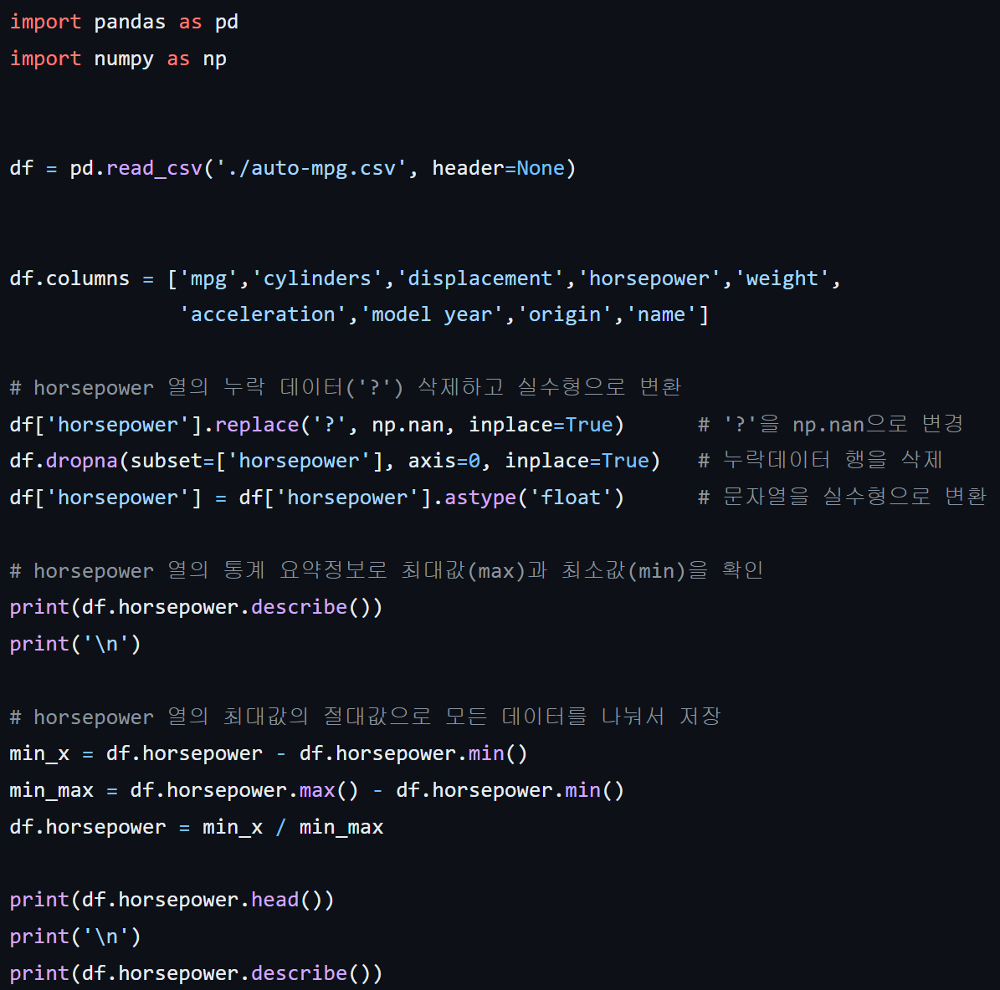 import pandas as pd
import numpy as np
df = pd.read_csv('./auto-mpg.csv', header=None)
df.columns = ['mpg','cylinders','displacement','horsepower','weight',
'acceleration','model year','origin','name']
# horsepower 열의 누락 데이터('?') 삭제하고 실수형으로 변환
df['horsepower'].replace('?', np.nan, inplace=True)      # '?'을 np.nan으로 변경
df.dropna(subset=['horsepower'], axis=0, inplace=True)   # 누락데이터 행을 삭제
df['horsepower'] = df['horsepower'].astype('float')      # 문자열을 실수형으로 변환
# horsepower 열의 통계 요약정보로 최대값(max)과 최소값(min)을 확인
print(df.horsepower.describe())
print('\n')
# horsepower 열의 최대값의 절대값으로 모든 데이터를 나눠서 저장
min_x = df.horsepower - df.horsepower.min()
min_max = df.horsepower.max() - df.horsepower.min()
df.horsepower = min_x / min_max
print(df.horsepower.head())
print('\n')
print(df.horsepower.describe())